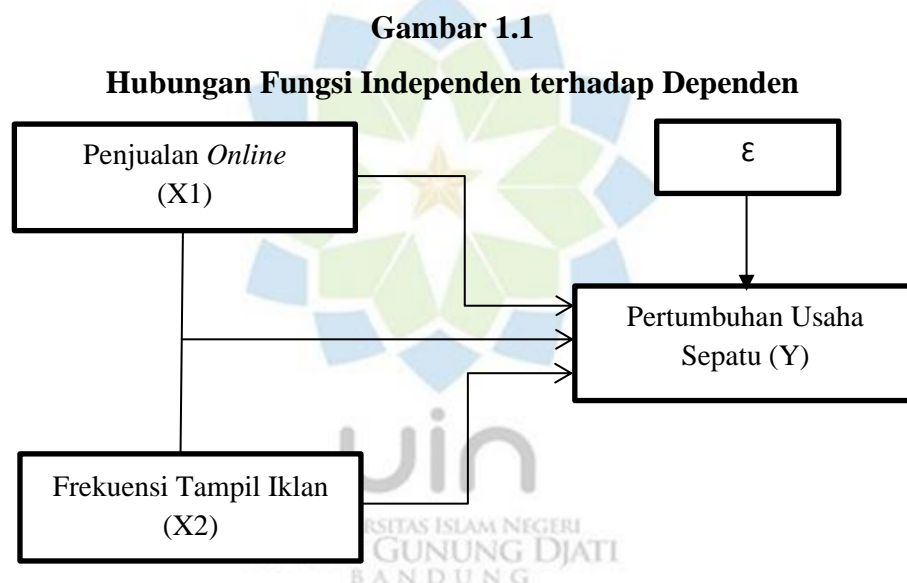 Gambar 1.1
Hubungan Fungsi Independen terhadap Dependen
Penjualan Online
(X1)
ε
Pertumbuhan Usaha
Sepatu (Y)
Frekuensi Tampil Iklan
(X2)
uin
ISLAM NEGERI
GUNUNG DJATI
BANDUNG